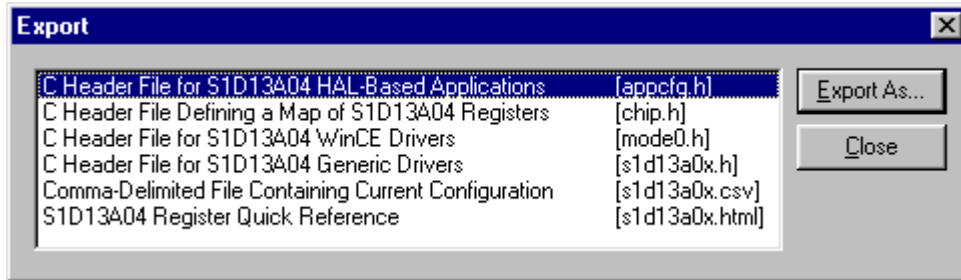 Export
C Header File for S1D13A04 HAL-Based Applications [appcfg.h]
C Header File Defining a Map of S1D13A04 Registers [chip.h]
C Header File for S1D13A04 WinCE Drivers [mode0.h]
C Header File for S1D13A04 Generic Drivers [s1d13a0x.h]
Comma-Delimited File Containing Current Configuration [s1d13a0x.csv]
S1D13A04 Register Quick Reference [s1d13a0x.html]
Export As...
Close